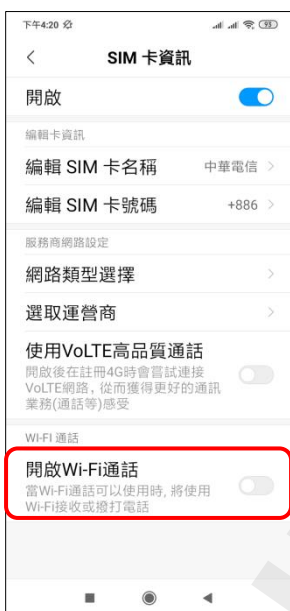 下午4:20
93
SIM 卡資訊
開啟
編輯卡資訊
編輯 SIM 卡名稱 中華電信
編輯 SIM 卡號碼 +886
服務商網路設定
網路類型選擇
選取運營商
使用VoLTE高品質通話
開啟後在註冊4G時會嘗試連接
VoLTE網路，從而獲得更好的通訊
業務(通話等)感受
WI-FI 通話
開啟Wi-Fi通話
當Wi-Fi通話可以使用時, 將使用
Wi-Fi接收或撥打電話